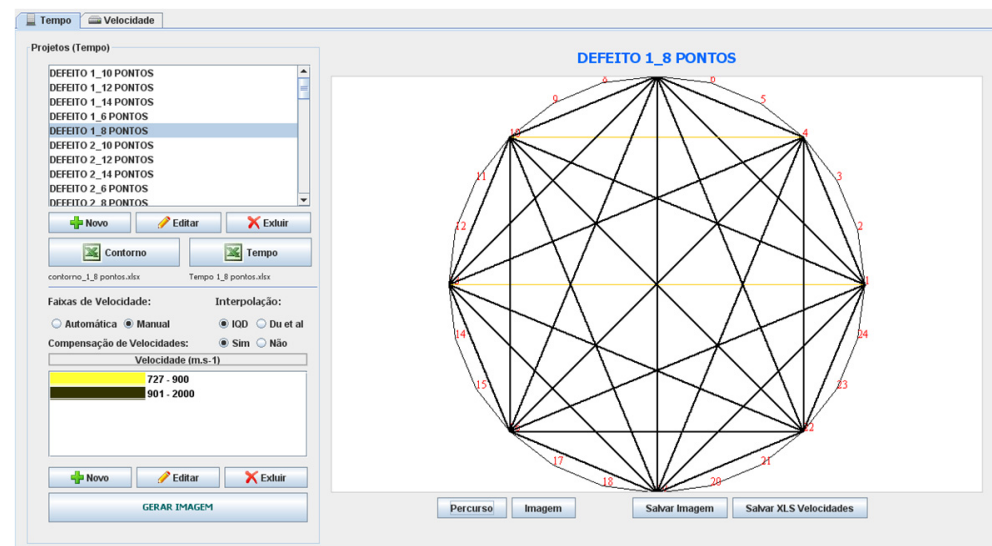 Tempo Velocidade
Projetos (Tempo)
DEFEITO 1_10 PONTOS
DEFEITO 1_12 PONTOS
DEFEITO 1_14 PONTOS
DEFEITO 1_6 PONTOS
DEFEITO 1_8 PONTOS
DEFEITO 2_10 PONTOS
DEFEITO 2_12 PONTOS
DEFEITO 2_14 PONTOS
DEFEITO 2_6 PONTOS
DEFEITO 2_8 PONTOS
Novo Editar Exluir
Contorno Tempo
contorno_1_8 pontos.xlsx Tempo 1_8 pontos.xlsx
Faixas de Velocidade: Interpolação:
Automática Manual IQD Du et al
Compensação de Velocidades: Sim Não
Velocidade (m.s-1)
727 - 900
901 - 2000
Novo Editar Exluir
GERAR IMAGEM
DEFEITO 1_8 PONTOS
8 6
9 5
10 4
11 3
12 2
1
14 24
15 23
22
17 21
18 20
Percurso Imagem Salvar Imagem Salvar XLS Velocidades